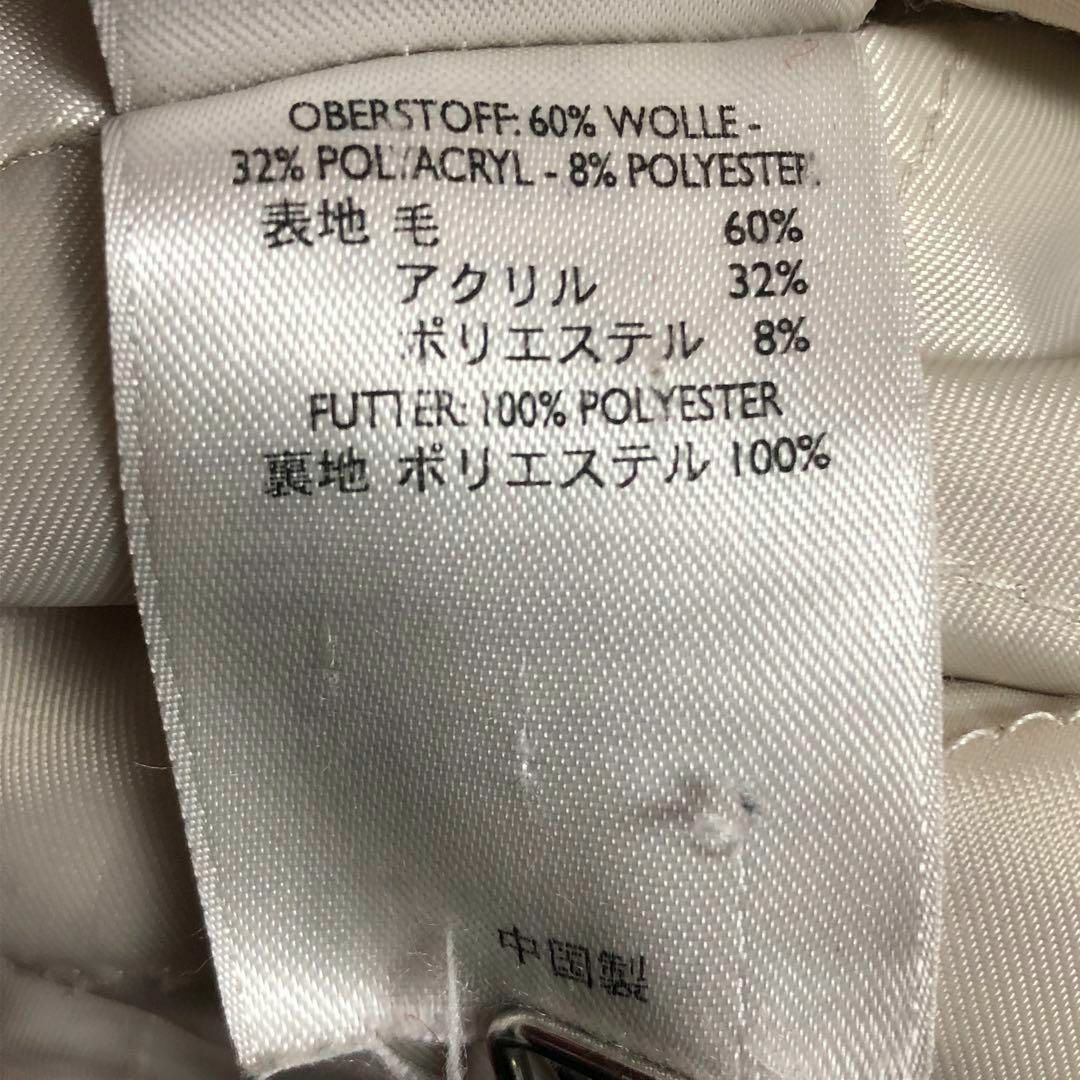 OBERSTOFF: 60% WOLLE -
32% POLYACRYL - 8% POLYESTER.
表地 毛 60%
アクリル 32%
ポリエステル 8%
FUTTER: 100% POLYESTER
裏地 ポリエステル 100%
中国製